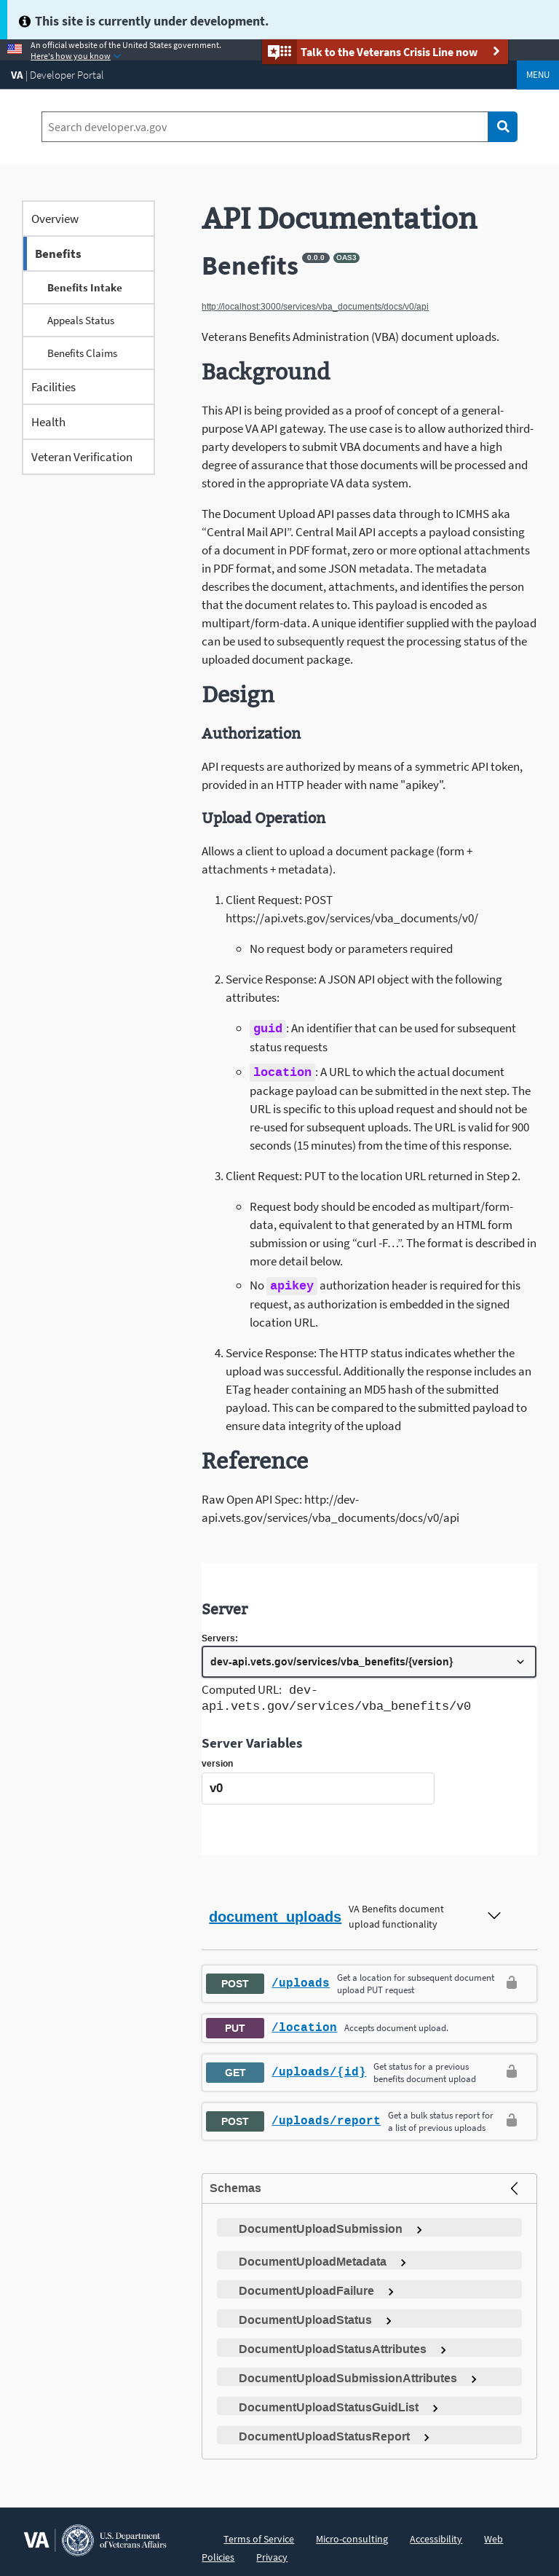 This site is currently under development.
An official website of the United States government.
Here's how you know
Talk to the Veterans Crisis Line now
VA | Developer Portal
MENU
Search developer.va.gov
Overview
Benefits
Benefits Intake
Appeals Status
Benefits Claims
Facilities
Health
Veteran Verification
API Documentation
Benefits 0.0.0 OAS3
http://localhost:3000/services/vba_documents/docs/v0/api
Veterans Benefits Administration (VBA) document uploads.
Background
This API is being provided as a proof of concept of a general-
purpose VA API gateway. The use case is to allow authorized third-
party developers to submit VBA documents and have a high
degree of assurance that those documents will be processed and
stored in the appropriate VA data system.
The Document Upload API passes data through to ICMHS aka
“Central Mail API”. Central Mail API accepts a payload consisting
of a document in PDF format, zero or more optional attachments
in PDF format, and some JSON metadata. The metadata
describes the document, attachments, and identifies the person
that the document relates to. This payload is encoded as
multipart/form-data. A unique identifier supplied with the payload
can be used to subsequently request the processing status of the
uploaded document package.
Design
Authorization
API requests are authorized by means of a symmetric API token,
provided in an HTTP header with name "apikey".
Upload Operation
Allows a client to upload a document package (form +
attachments + metadata).
1. Client Request: POST
https://api.vets.gov/services/vba_documents/v0/
No request body or parameters required
2. Service Response: A JSON API object with the following
attributes:
guid: An identifier that can be used for subsequent
status requests
location: A URL to which the actual document
package payload can be submitted in the next step. The
URL is specific to this upload request and should not be
re-used for subsequent uploads. The URL is valid for 900
seconds (15 minutes) from the time of this response.
3. Client Request: PUT to the location URL returned in Step 2.
Request body should be encoded as multipart/form-
data, equivalent to that generated by an HTML form
submission or using “curl -F…”. The format is described in
more detail below.
No apikey authorization header is required for this
request, as authorization is embedded in the signed
location URL.
4. Service Response: The HTTP status indicates whether the
upload was successful. Additionally the response includes an
ETag header containing an MD5 hash of the submitted
payload. This can be compared to the submitted payload to
ensure data integrity of the upload
Reference
Raw Open API Spec: http://dev-
api.vets.gov/services/vba_documents/docs/v0/api
Server
Servers:
dev-api.vets.gov/services/vba_benefits/{version}
Computed URL: dev-
api.vets.gov/services/vba_benefits/v0
Server Variables
version
v0
document_uploads
VA Benefits document
upload functionality
POST /uploads
Get a location for subsequent document
upload PUT request
PUT /location Accepts document upload.
GET /uploads/{id}
Get status for a previous
benefits document upload
POST /uploads/report
Get a bulk status report for
a list of previous uploads
Schemas
DocumentUploadSubmission
DocumentUploadMetadata
DocumentUploadFailure
DocumentUploadStatus
DocumentUploadStatusAttributes
DocumentUploadSubmissionAttributes
DocumentUploadStatusGuidList
DocumentUploadStatusReport
VA
U.S. Department
of Veterans Affairs
Terms of Service Micro-consulting Accessibility Web
Policies Privacy